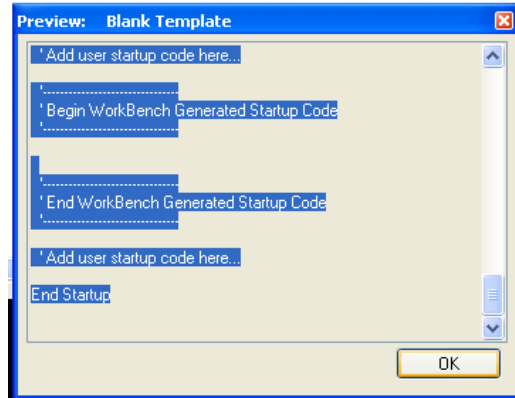 Preview: Blank Template
' Add user startup code here...
'-------------------------------
' Begin WorkBench Generated Startup Code
'-------------------------------
'-------------------------------
' End WorkBench Generated Startup Code
'-------------------------------
' Add user startup code here...
End Startup
OK